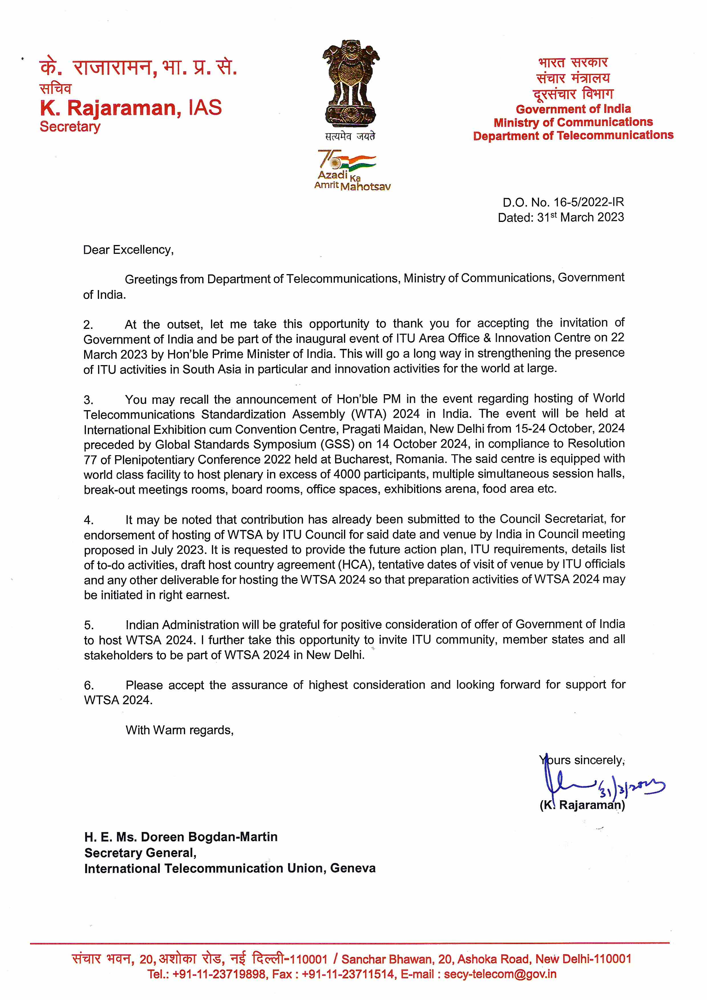 के. राजारामन, भा. प्र. से.
सचिव
K. Rajaraman, IAS
Secretary
सत्यमेव जयते
75
Azadi Ka
Amrit Mahotsav
भारत सरकार
संचार मंत्रालय
दूरसंचार विभाग
Government of India
Ministry of Communications
Department of Telecommunications
D.O. No. 16-5/2022-IR
Dated: 31st March 2023
Dear Excellency,
Greetings from Department of Telecommunications, Ministry of Communications, Government
of India.
2. At the outset, let me take this opportunity to thank you for accepting the invitation of
Government of India and be part of the inaugural event of ITU Area Office & Innovation Centre on 22
March 2023 by Hon'ble Prime Minister of India. This will go a long way in strengthening the presence
of ITU activities in South Asia in particular and innovation activities for the world at large.
3. You may recall the announcement of Hon'ble PM in the event regarding hosting of World
Telecommunications Standardization Assembly (WTA) 2024 in India. The event will be held at
International Exhibition cum Convention Centre, Pragati Maidan, New Delhi from 15-24 October, 2024
preceded by Global Standards Symposium (GSS) on 14 October 2024, in compliance to Resolution
77 of Plenipotentiary Conference 2022 held at Bucharest, Romania. The said centre is equipped with
world class facility to host plenary in excess of 4000 participants, multiple simultaneous session halls,
break-out meetings rooms, board rooms, office spaces, exhibitions arena, food area etc.
4. It may be noted that contribution has already been submitted to the Council Secretariat, for
endorsement of hosting of WTSA by ITU Council for said date and venue by India in Council meeting
proposed in July 2023. It is requested to provide the future action plan, ITU requirements, details list
of to-do activities, draft host country agreement (HCA), tentative dates of visit of venue by ITU officials
and any other deliverable for hosting the WTSA 2024 so that preparation activities of WTSA 2024 may
be initiated in right earnest.
5. Indian Administration will be grateful for positive consideration of offer of Government of India
to host WTSA 2024. I further take this opportunity to invite ITU community, member states and all
stakeholders to be part of WTSA 2024 in New Delhi.
6. Please accept the assurance of highest consideration and looking forward for support for
WTSA 2024.
With Warm regards,
Yours sincerely,
31/3/2023
(K. Rajaraman)
H. E. Ms. Doreen Bogdan-Martin
Secretary General,
International Telecommunication Union, Geneva
संचार भवन, 20, अशोका रोड, नई दिल्ली-110001 / Sanchar Bhawan, 20, Ashoka Road, New Delhi-110001
Tel.: +91-11-23719898, Fax : +91-11-23711514, E-mail : secy-telecom@gov.in